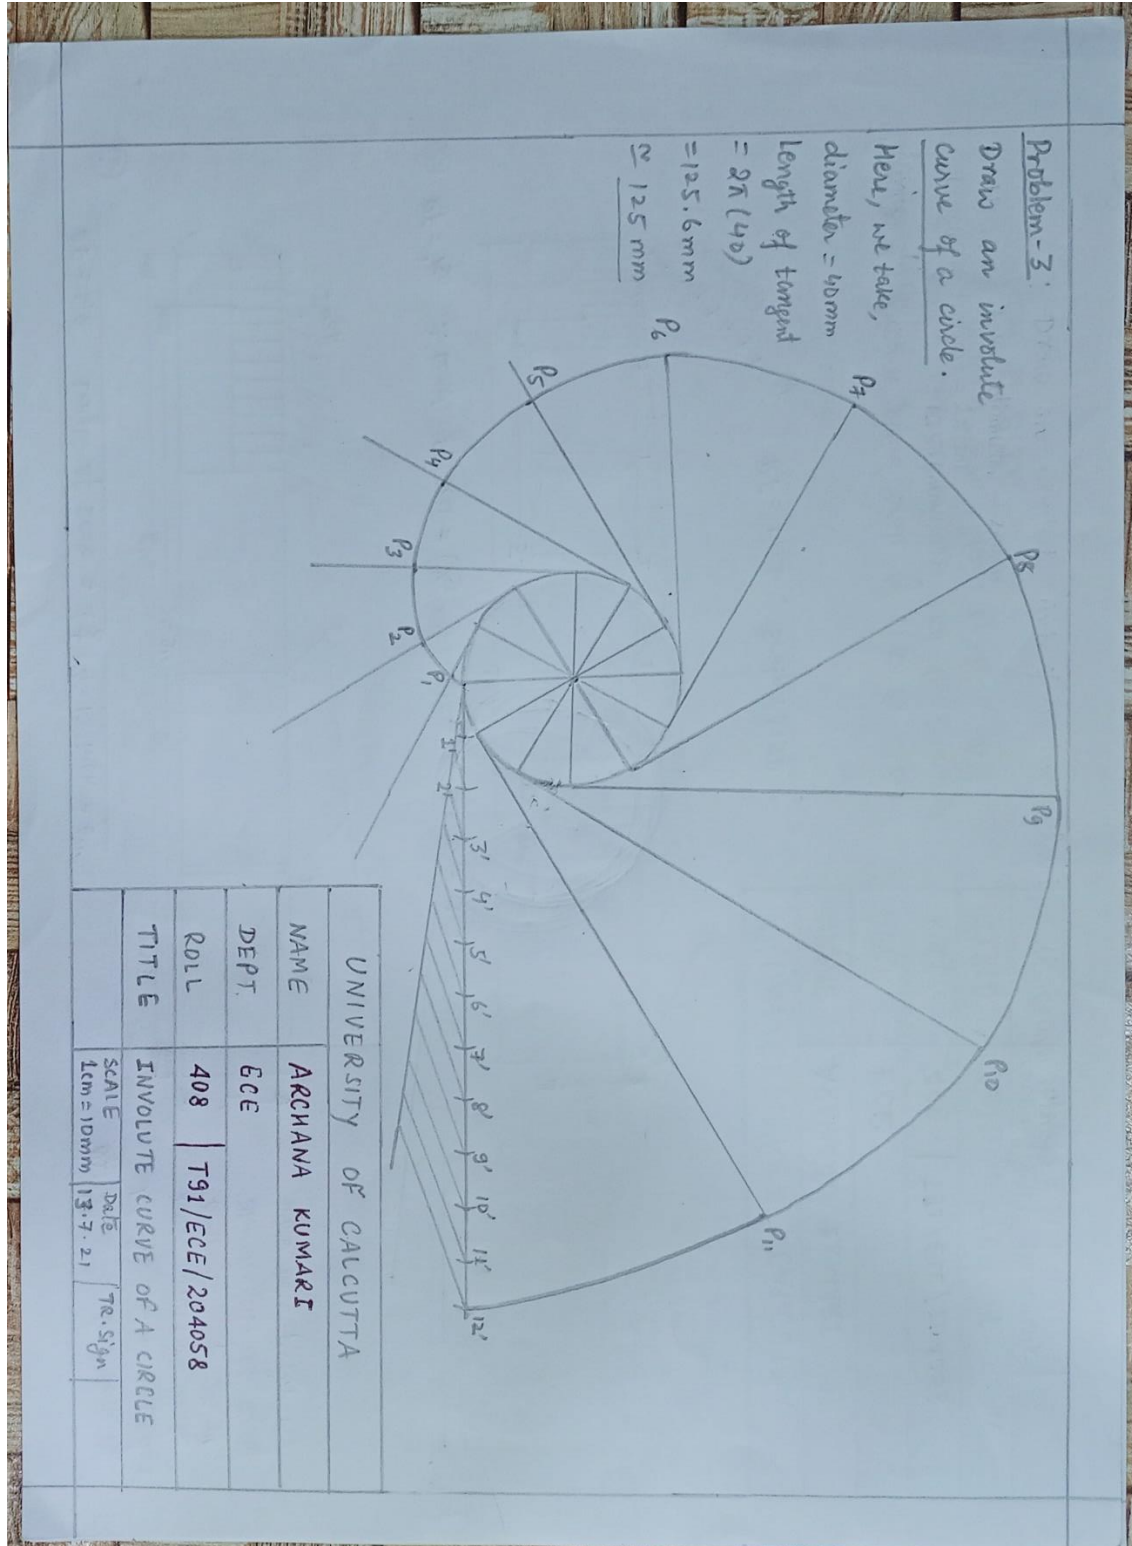 Problem-3:
Draw an involute
curve of a circle.
Here, we take,
diameter = 40mm
length of tangent
= 2π(40)
= 125.6mm
≃ 125 mm
P1
P2
P3
P4
P5
P6
P7
P8
P9
P10
P11
1'
2'
3'
4'
5'
6'
7'
8'
9'
10'
11'
12'
UNIVERSITY OF CALCUTTA
NAME ARCHANA KUMARI
DEPT. ECE
ROLL 408 T91/ECE/204058
TITLE INVOLUTE CURVE OF A CIRCLE
SCALE Date TR. Sign
1cm=10mm 13.7.21